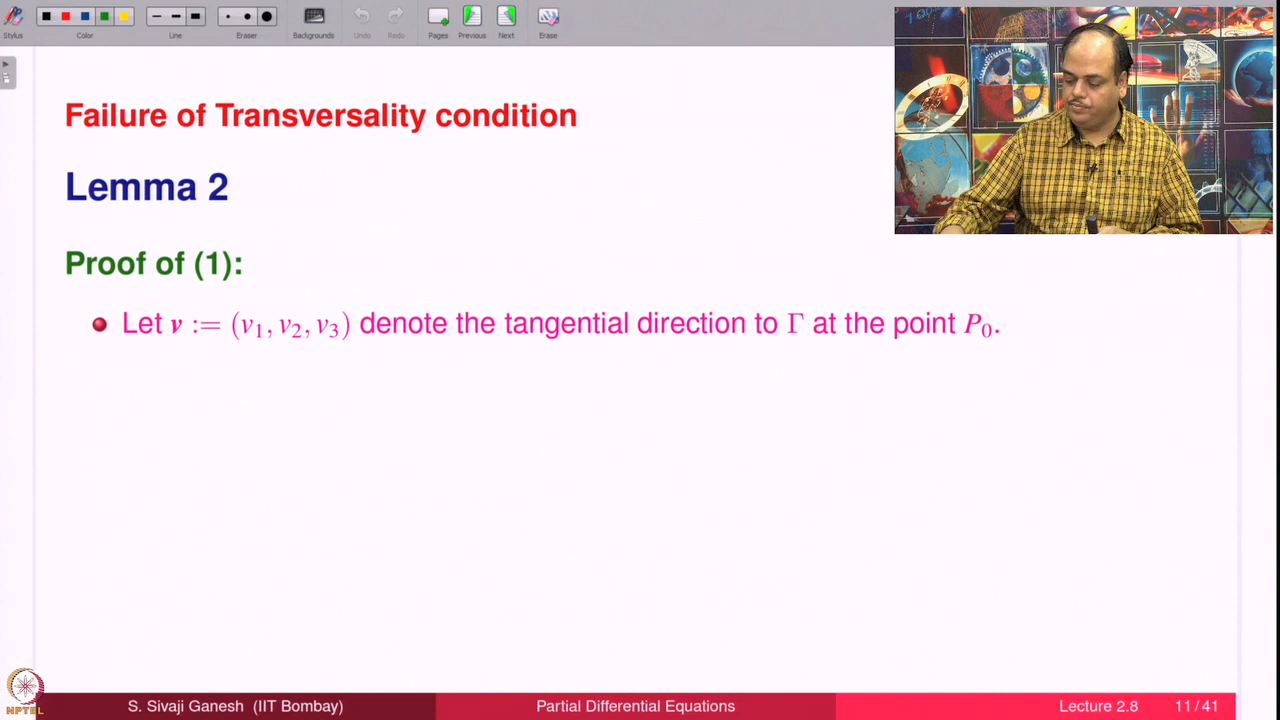 Stylus
Color
Line
Eraser
Backgrounds
Undo
Redo
Pages
Previous
Next
Erase
Failure of Transversality condition
Lemma 2
Proof of (1):
Let v := (v₁, v₂, v₃) denote the tangential direction to Γ at the point P₀.
NPTEL
S. Sivaji Ganesh (IIT Bombay)
Partial Differential Equations
Lecture 2.8
11 / 41